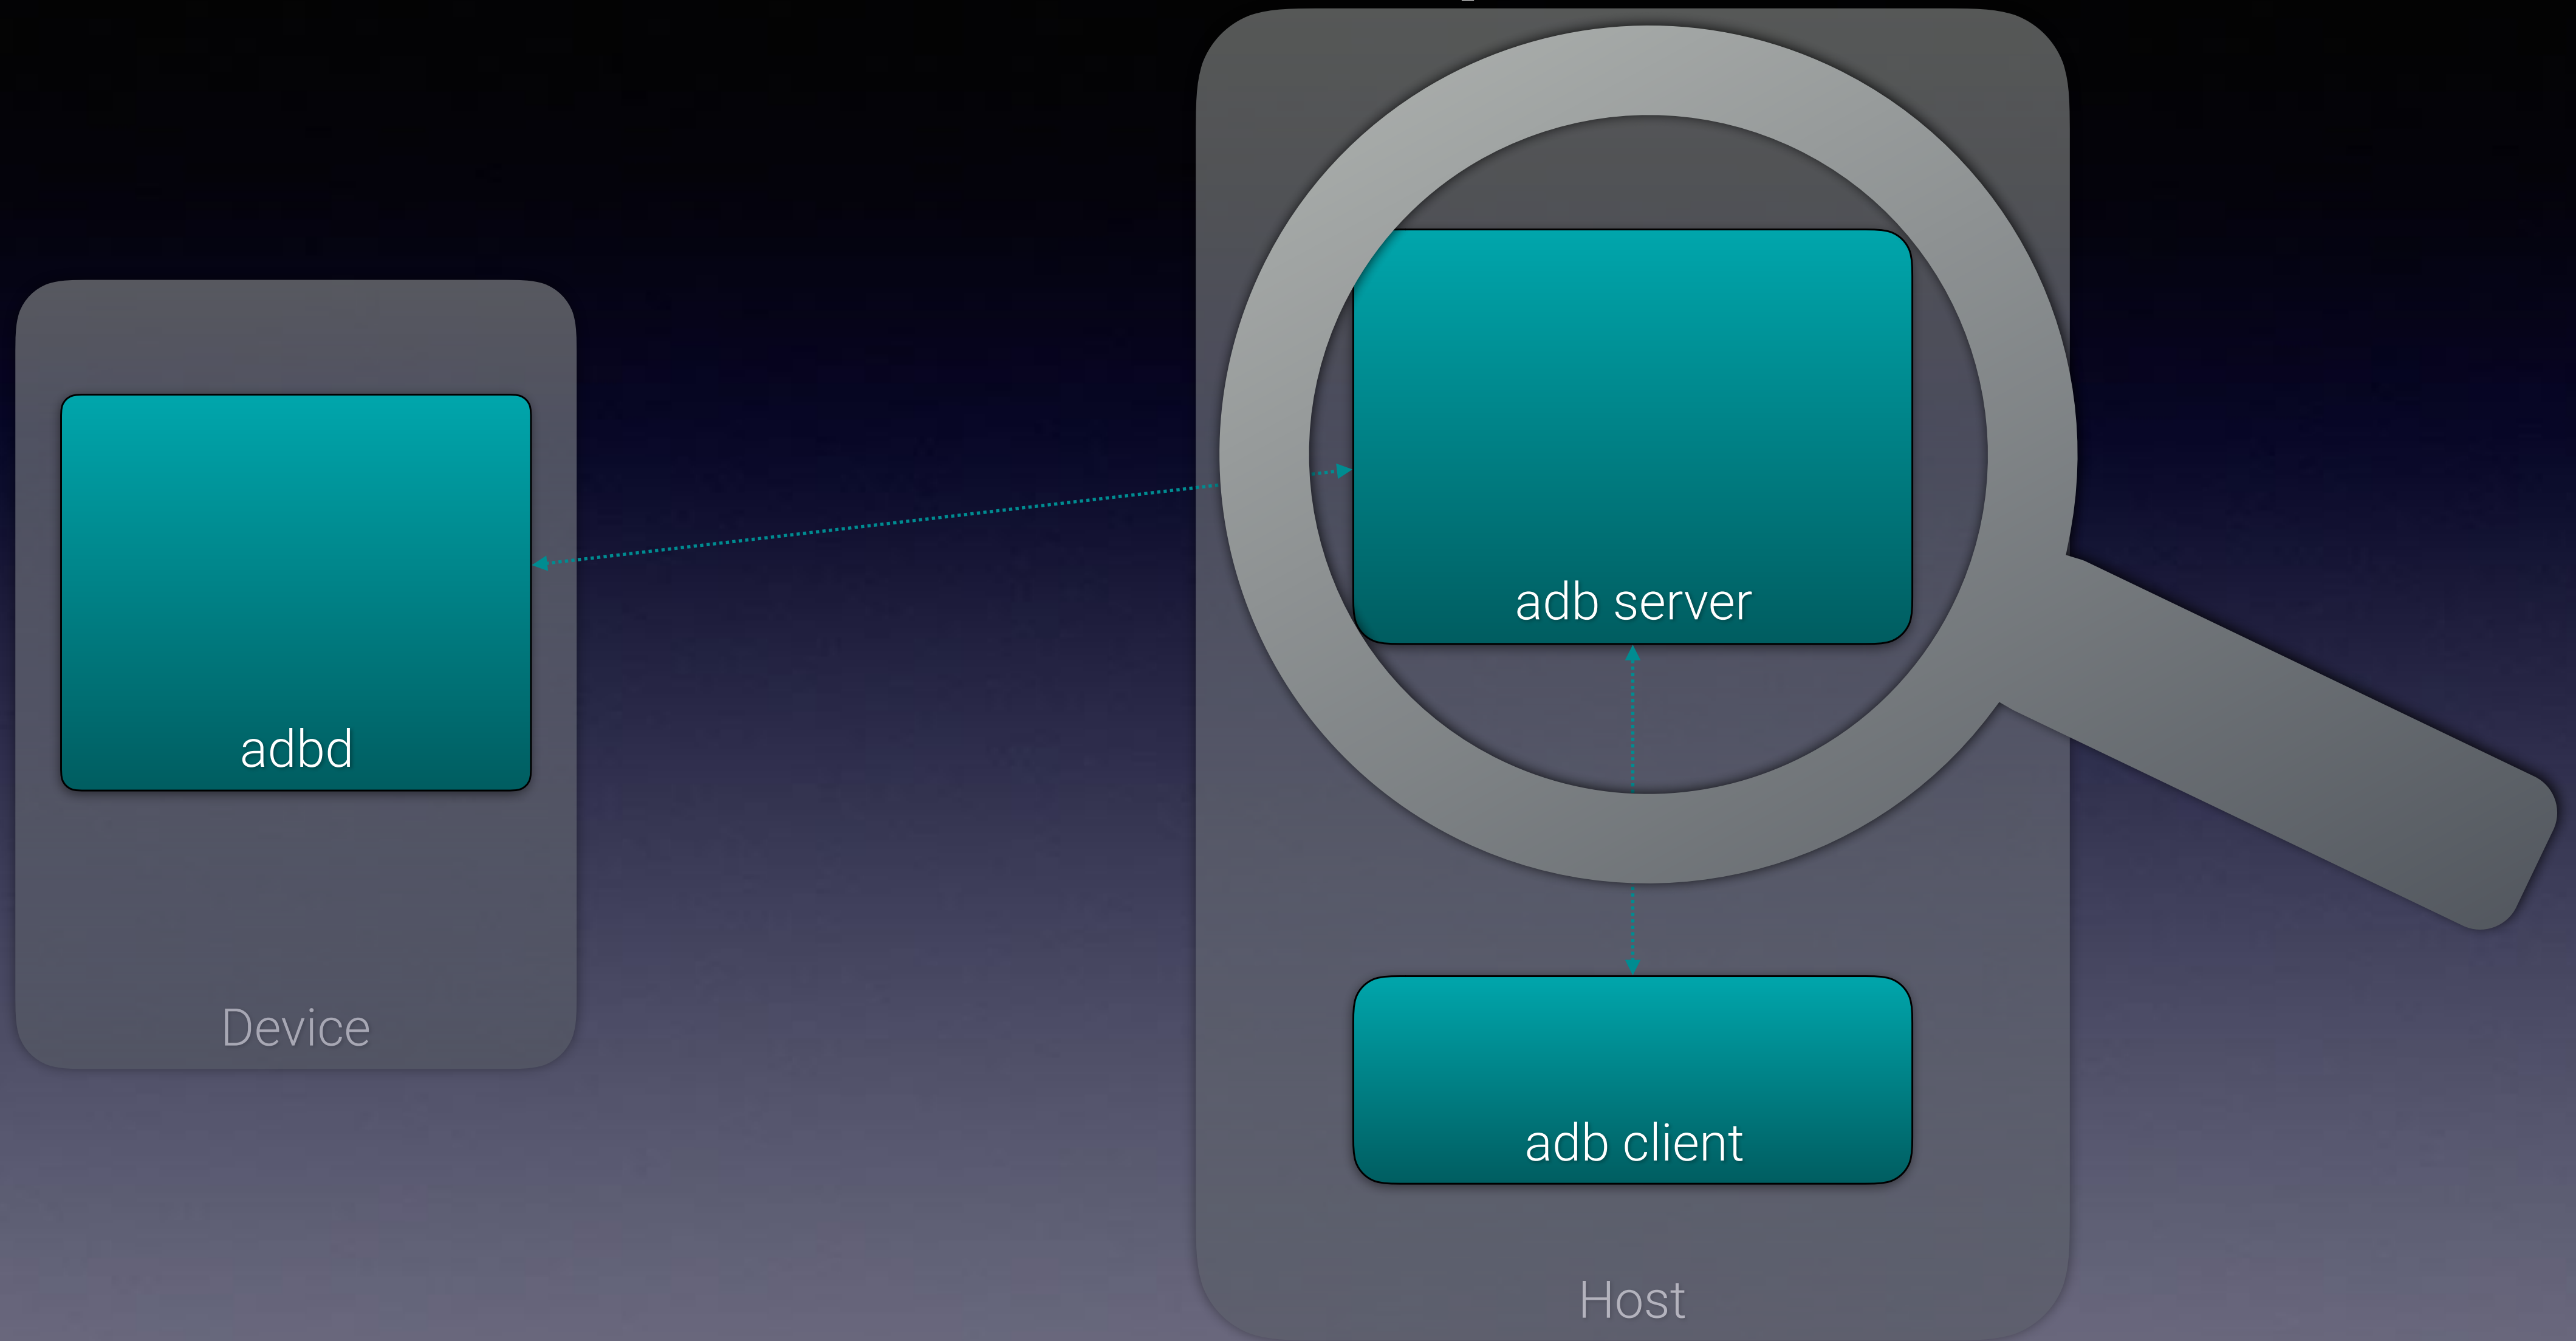 adb server
adbd
Device
adb client
Host